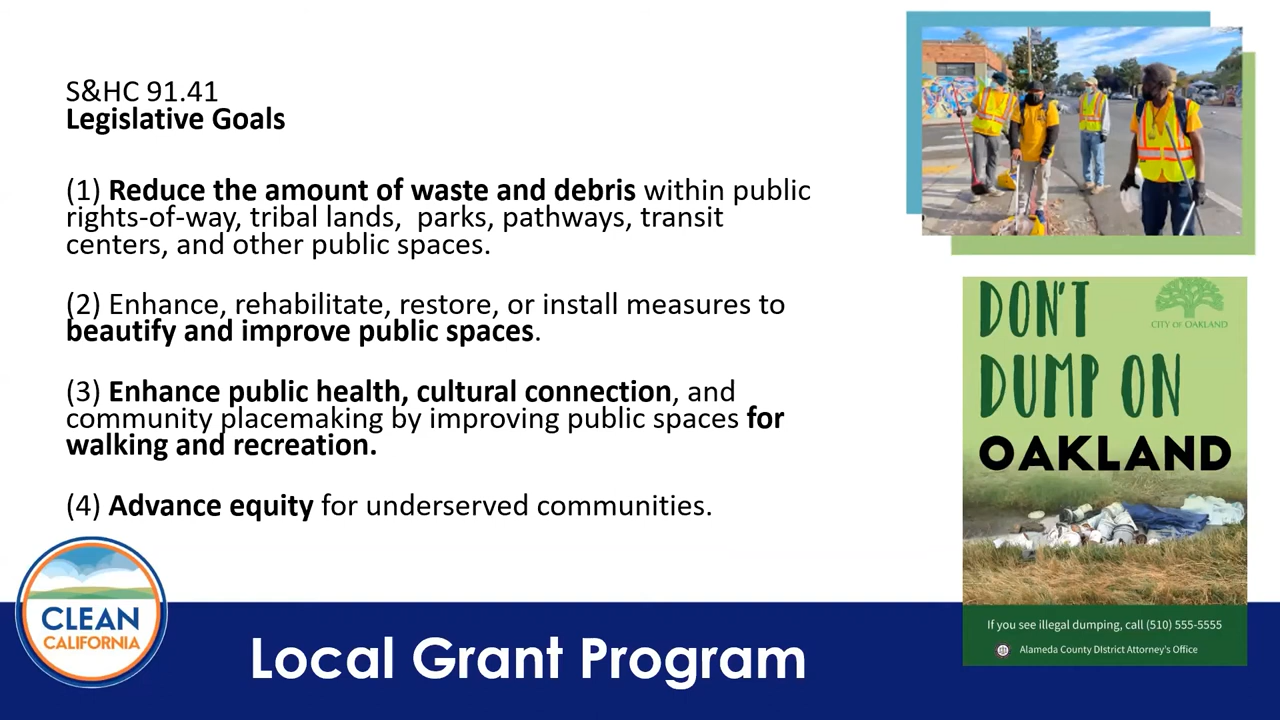 S&HC 91.41
Legislative Goals
(1) Reduce the amount of waste and debris within public
rights-of-way, tribal lands,  parks, pathways, transit
centers, and other public spaces.
(2) Enhance, rehabilitate, restore, or install measures to
beautify and improve public spaces.
(3) Enhance public health, cultural connection, and
community placemaking by improving public spaces for
walking and recreation.
(4) Advance equity for underserved communities.
DON'T
DUMP ON
OAKLAND
CITY OF OAKLAND
If you see illegal dumping, call (510) 555-5555
Alameda County DIstrict Attorney's Office
CLEAN
CALIFORNIA
Local Grant Program